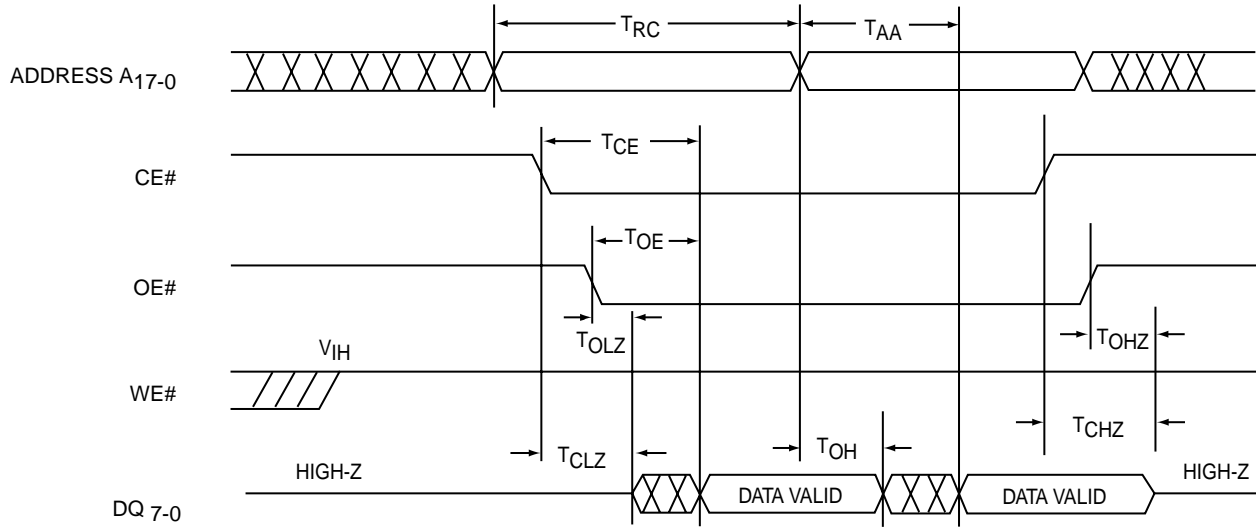 TRC
TAA
ADDRESS A17-0
TCE
CE#
TOE
OE#
TOLZ
TOHZ
VIH
WE#
TCHZ
TCLZ
TOH
HIGH-Z
HIGH-Z
DATA VALID
DATA VALID
DQ 7-0